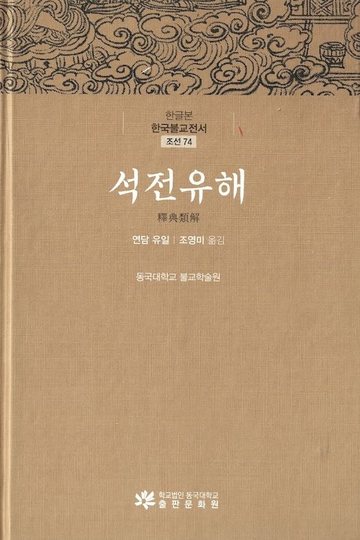 한글본
한국불교전서
조선 74
석전유해
釋典類解
연담 유일 | 조영미 옮김
동국대학교 불교학술원
학교법인 동국대학교
출판문화원